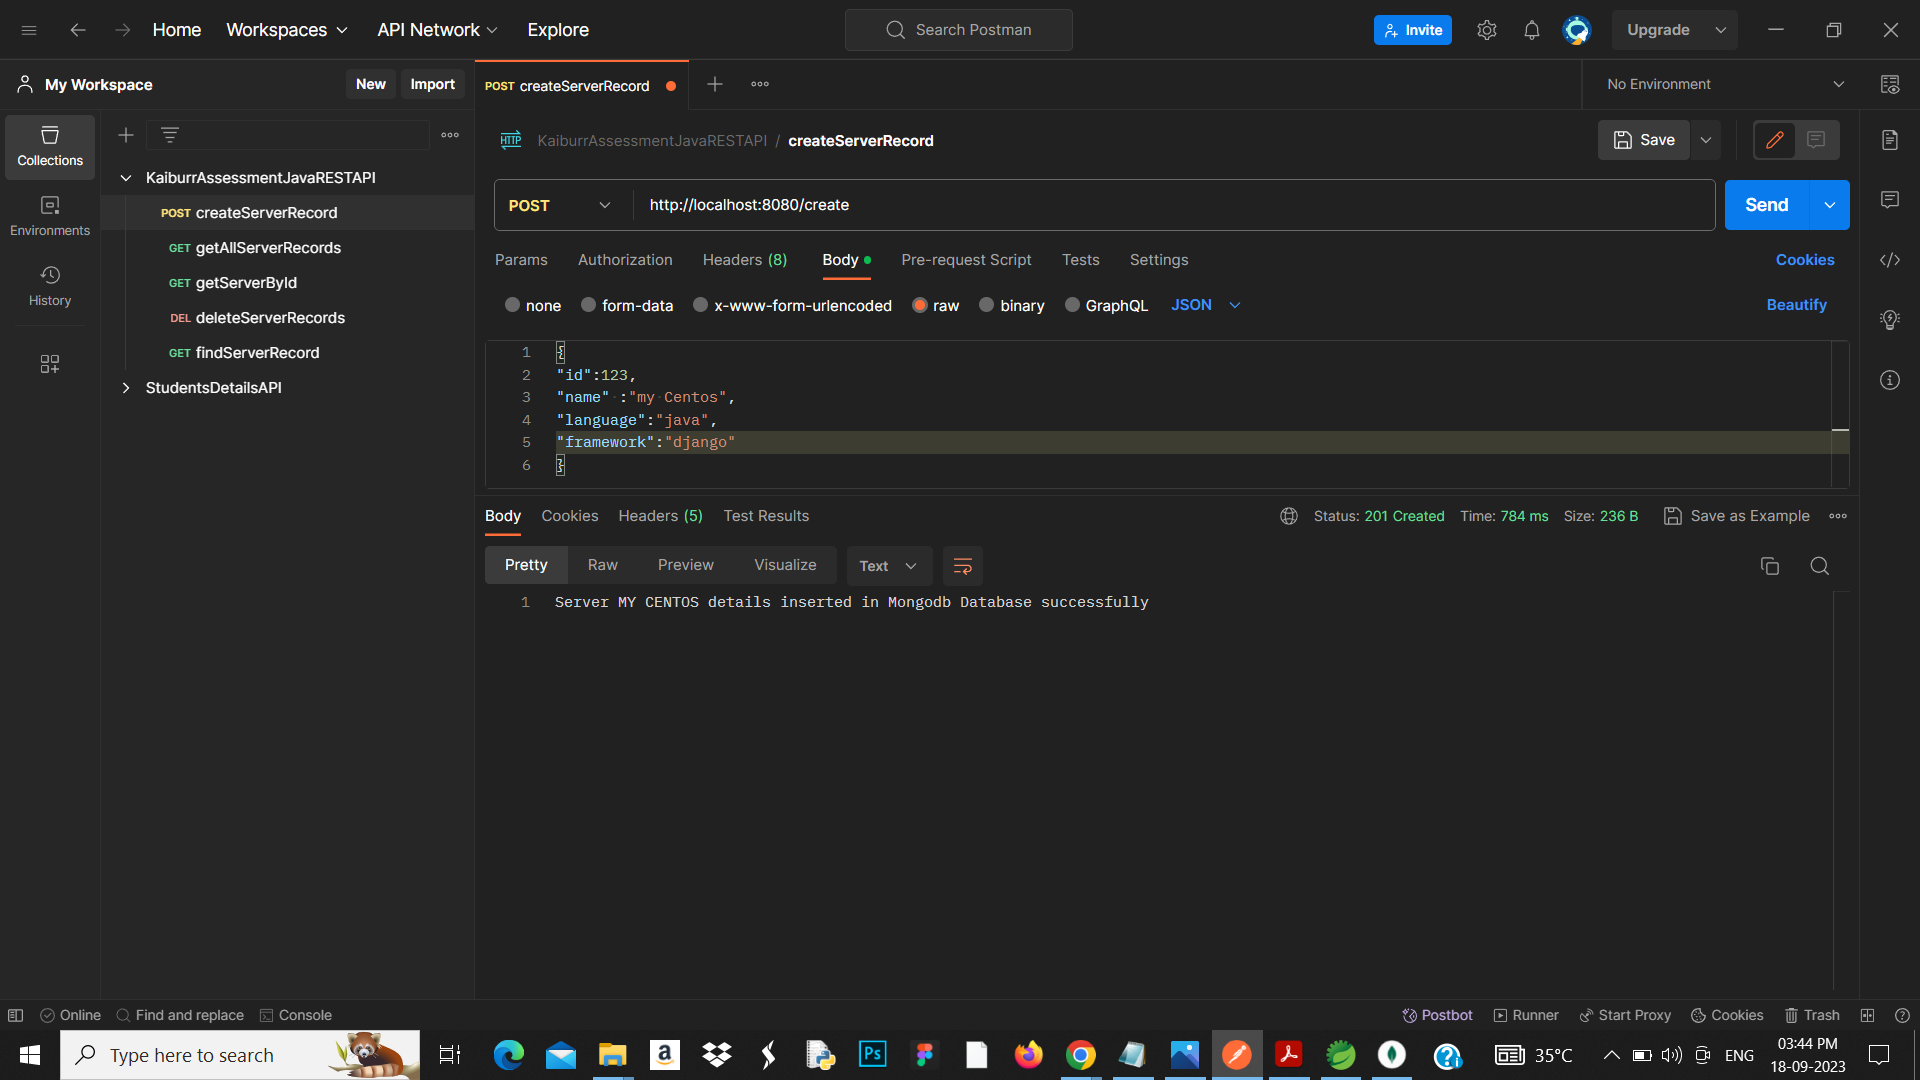 Home Workspaces API Network Explore Search Postman Invite Upgrade
My Workspace New Import POST createServerRecord No Environment
Collections
Environments
History
KaiburrAssessmentJavaRESTAPI
POST createServerRecord
GET getAllServerRecords
GET getServerById
DEL deleteServerRecords
GET findServerRecord
StudentsDetailsAPI
HTTP KaiburrAssessmentJavaRESTAPI / createServerRecord Save
POST http://localhost:8080/create Send
Params Authorization Headers (8) Body Pre-request Script Tests Settings Cookies
none form-data x-www-form-urlencoded raw binary GraphQL JSON Beautify
1 {
2 "id":123,
3 "name" :"my Centos",
4 "language":"java",
5 "framework":"django"
6 }
Body Cookies Headers (5) Test Results Status: 201 Created Time: 784 ms Size: 236 B Save as Example
Pretty Raw Preview Visualize Text
1 Server MY CENTOS details inserted in Mongodb Database successfully
Online Find and replace Console Postbot Runner Start Proxy Cookies Trash
Type here to search a Ps 35°C ENG 03:44 PM
18-09-2023